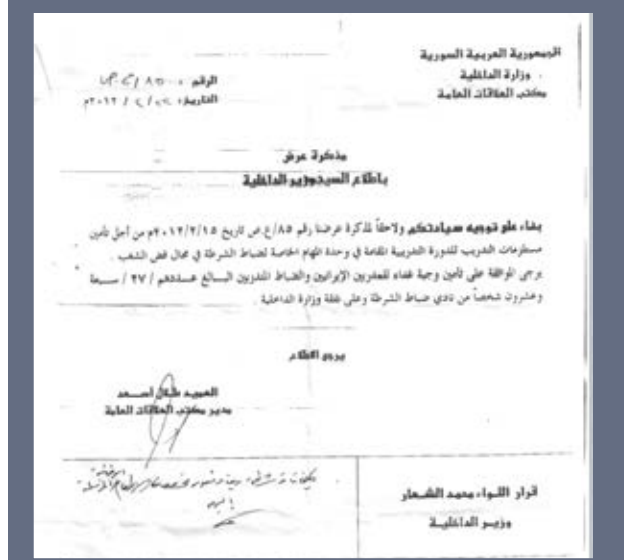 الجمهورية العربية السورية
وزارة الداخلية
مكتب العلاقات العامة
الرقم
التاريخ / ٢ / ٢٠١٢م
مذكرة عرض
باطلاع السيد وزير الداخلية
بناء على توجيه سيادتكم ولاحقاً لمذكرة عرضنا رقم ٨٥/ع.ص تاريخ ٢٠١٢/٢/١٥م من أجل تأمين
مستلزمات التدريب للدورة التدريبية المقامة في وحدة المهام الخاصة لضباط الشرطة في مجال فض الشغب .
يرجى الموافقة على تأمين وجبة غداء للمدربين الإيرانيين والضباط المتدربين البالغ عددهم / ٢٧ / سبعة
وعشرون شخصاً من نادي ضباط الشرطة وعلى نفقة وزارة الداخلية .
يرجى الاطلاع
العميد طلال أسعد
مدير مكتب العلاقات العامة
قرار اللواء محمد الشعار
وزير الداخلية